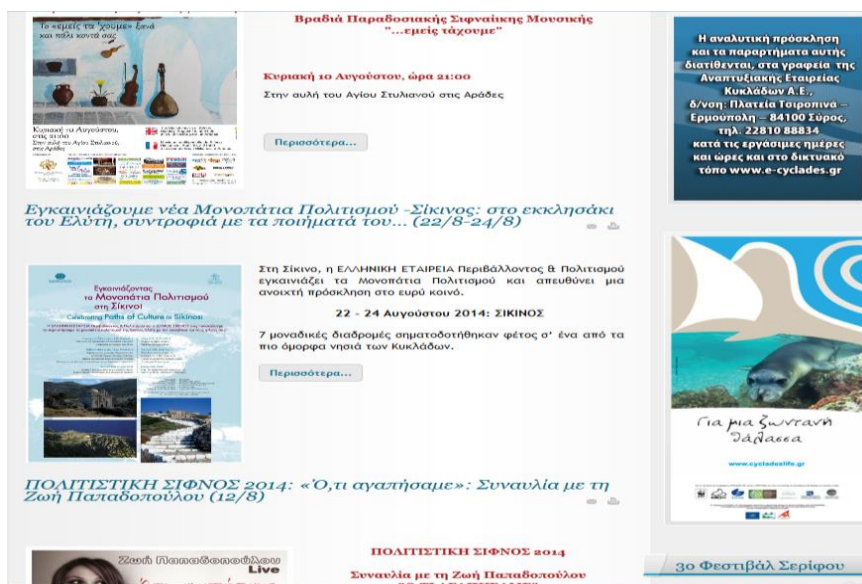 Το «εμείς τα 'χουμε» ξανά
και πάλι κοντά σας
Κυριακή 10 Αυγούστου,
στις 21:00
Στην αυλή του Αγίου Στυλιανού,
στις Αράδες
Βραδιά Παραδοσιακής Σιφναίικης Μουσικής
"...εμείς τάχουμε"
Κυριακή 10 Αυγούστου, ώρα 21:00
Στην αυλή του Αγίου Στυλιανού στις Αράδες
Περισσότερα...
Εγκαινιάζουμε νέα Μονοπάτια Πολιτισμού -Σίκινος: στο εκκλησάκι
του Ελύτη, συντροφιά με τα ποιήματά του... (22/8-24/8)
Εγκαινιάζοντας
τα Μονοπάτια Πολιτισμού
στη Σίκινο!
Celebrating Paths of Culture in Sikinos!
Στη Σίκινο, η ΕΛΛΗΝΙΚΗ ΕΤΑΙΡΕΙΑ Περιβάλλοντος & Πολιτισμού
εγκαινιάζει τα Μονοπάτια Πολιτισμού και απευθύνει μια
ανοιχτή πρόσκληση στο ευρύ κοινό.
22 - 24 Αυγούστου 2014: ΣΙΚΙΝΟΣ
7 μοναδικές διαδρομές σηματοδοτήθηκαν φέτος σ' ένα από τα
πιο όμορφα νησιά των Κυκλάδων.
Περισσότερα...
ΠΟΛΙΤΙΣΤΙΚΗ ΣΙΦΝΟΣ 2014: «Ό,τι αγαπήσαμε»: Συναυλία με τη
Ζωή Παπαδοπούλου (12/8)
Ζωή Παπαδοπούλου
Live
ΠΟΛΙΤΙΣΤΙΚΗ ΣΙΦΝΟΣ 2014
Συναυλία με τη Ζωή Παπαδοπούλου
Η αναλυτική πρόσκληση
και τα παραρτήματα αυτής
διατίθενται, στα γραφεία της
Αναπτυξιακής Εταιρείας
Κυκλάδων Α.Ε.,
δ/νση: Πλατεία Τσιροπινά –
Ερμούπολη – 84100 Σύρος,
τηλ. 22810 88834
κατά τις εργάσιμες ημέρες
και ώρες και στο δικτυακό
τόπο www.e-cyclades.gr
Για μια ζωντανή
θάλασσα
www.cycladeslife.gr
3ο Φεστιβάλ Σερίφου